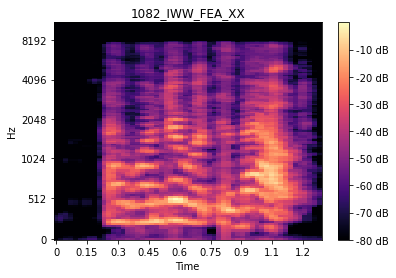 1082_IWW_FEA_XX
Hz
8192
4096
2048
1024
512
0
0 0.15 0.3 0.45 0.6 0.75 0.9 1.1 1.2
Time
-10 dB
-20 dB
-30 dB
-40 dB
-50 dB
-60 dB
-70 dB
-80 dB